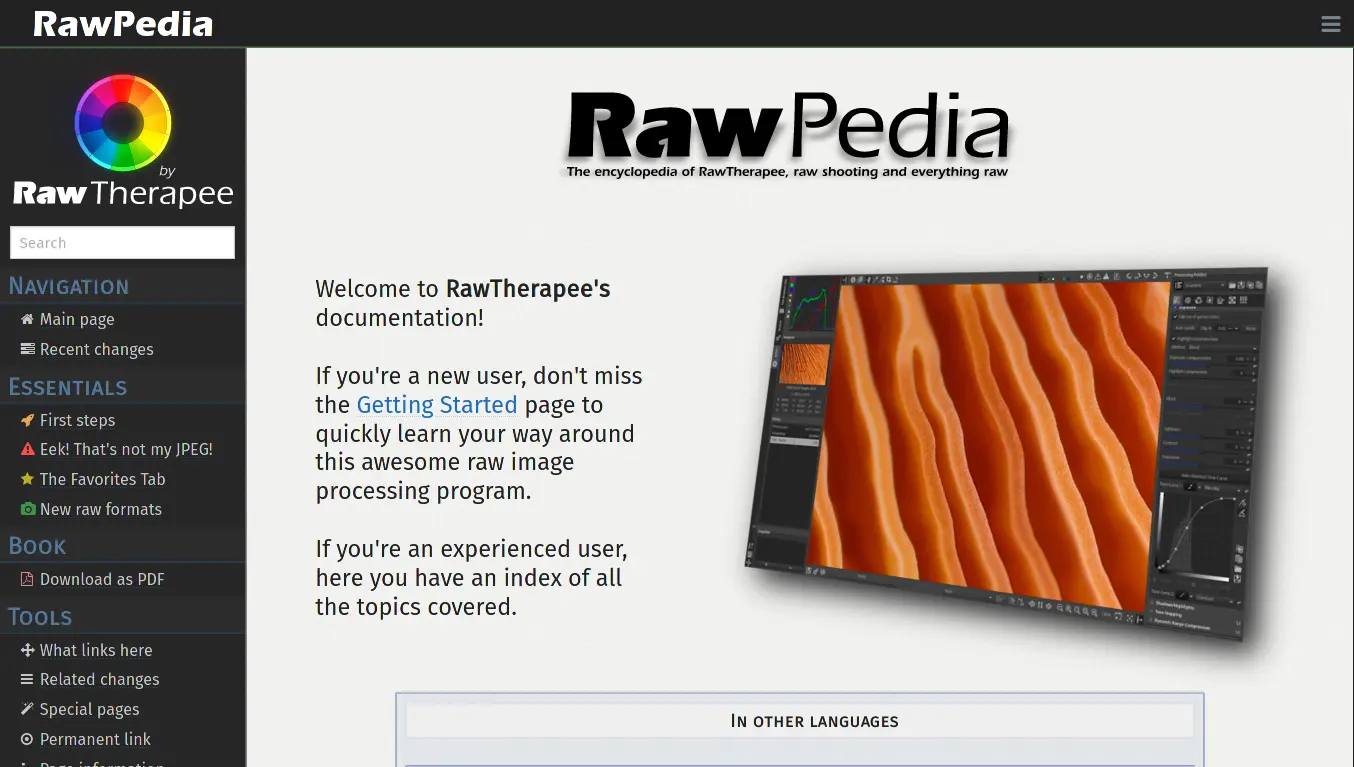 RawPedia
by
RawTherapee
Search
Navigation
Main page
Recent changes
Essentials
First steps
Eek! That's not my JPEG!
The Favorites Tab
New raw formats
Book
Download as PDF
Tools
What links here
Related changes
Special pages
Permanent link
Page information
RawPedia
The encyclopedia of RawTherapee, raw shooting and everything raw
Welcome to RawTherapee's
documentation!
If you're a new user, don't miss
the Getting Started page to
quickly learn your way around
this awesome raw image
processing program.
If you're an experienced user,
here you have an index of all
the topics covered.
In other languages